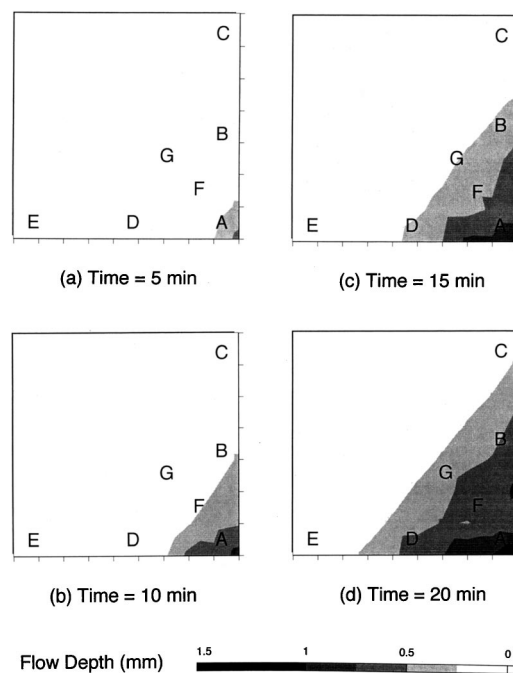 C
B
G
F
E
D
A
(a) Time = 5 min
C
B
G
F
E
D
A
(c) Time = 15 min
C
B
G
F
E
D
A
(b) Time = 10 min
C
B
G
F
E
D
A
(d) Time = 20 min
1.5 1 0.5 0
Flow Depth (mm)